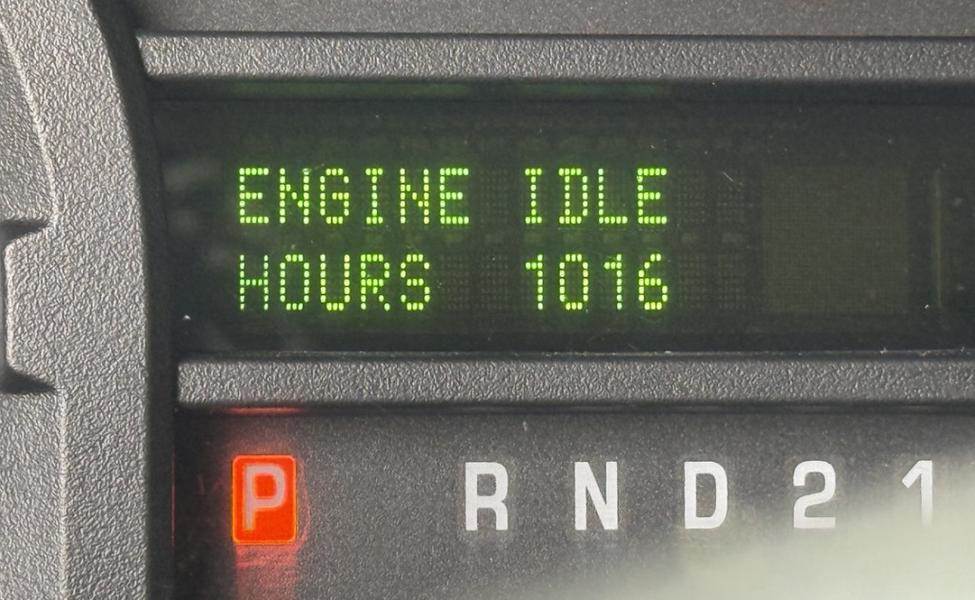 ENGINE IDLE
HOURS 1016
P R N D 2 1